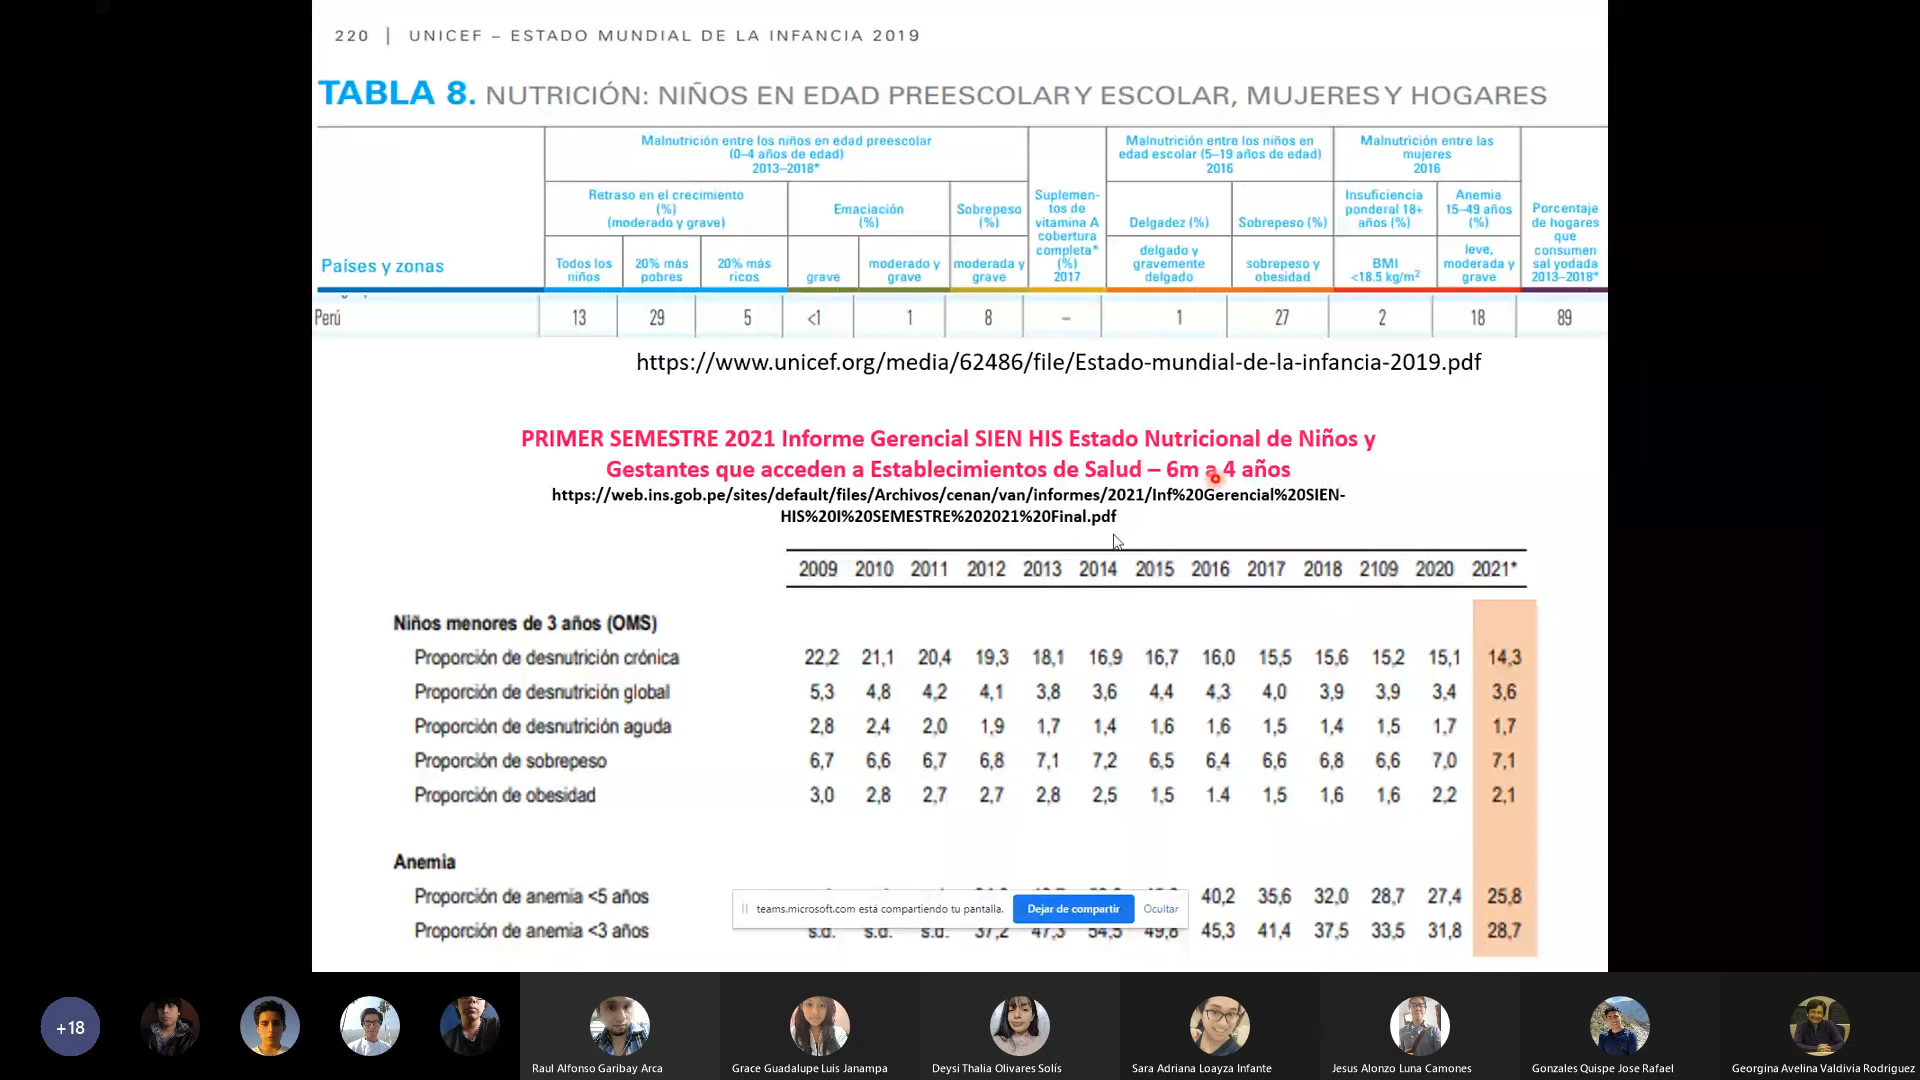 220 | UNICEF – ESTADO MUNDIAL DE LA INFANCIA 2019
TABLA 8. NUTRICIÓN: NIÑOS EN EDAD PREESCOLAR Y ESCOLAR, MUJERES Y HOGARES
Malnutrición entre los niños en edad preescolar
(0–4 años de edad)
2013–2018*
Retraso en el crecimiento
(%)
(moderado y grave)
Emaciación
(%)
Sobrepeso
(%)
Suplemen-
tos de
vitamina A
cobertura
completa*
(%)
2017
Malnutrición entre los niños en
edad escolar (5–19 años de edad)
2016
Delgadez (%)
Sobrepeso (%)
Malnutrición entre las
mujeres
2016
Insuficiencia
ponderal 18+
años (%)
Anemia
15–49 años
(%)
Porcentaje
de hogares
que
consumen
sal yodada
2013–2018*
Países y zonas
Todos los
niños
20% más
pobres
20% más
ricos
grave
moderado y
grave
moderada y
grave
delgado y
gravemente
delgado
sobrepeso y
obesidad
BMI
<18.5 kg/m²
leve,
moderada y
grave
Perú 13 29 5 <1 1 8 – 1 27 2 18 89
https://www.unicef.org/media/62486/file/Estado-mundial-de-la-infancia-2019.pdf
PRIMER SEMESTRE 2021 Informe Gerencial SIEN HIS Estado Nutricional de Niños y
Gestantes que acceden a Establecimientos de Salud – 6m a 4 años
https://web.ins.gob.pe/sites/default/files/Archivos/cenan/van/informes/2021/Inf%20Gerencial%20SIEN-
HIS%20I%20SEMESTRE%202021%20Final.pdf
2009 2010 2011 2012 2013 2014 2015 2016 2017 2018 2109 2020 2021*
Niños menores de 3 años (OMS)
Proporción de desnutrición crónica 22,2 21,1 20,4 19,3 18,1 16,9 16,7 16,0 15,5 15,6 15,2 15,1 14,3
Proporción de desnutrición global 5,3 4,8 4,2 4,1 3,8 3,6 4,4 4,3 4,0 3,9 3,9 3,4 3,6
Proporción de desnutrición aguda 2,8 2,4 2,0 1,9 1,7 1,4 1,6 1,6 1,5 1,4 1,5 1,7 1,7
Proporción de sobrepeso 6,7 6,6 6,7 6,8 7,1 7,2 6,5 6,4 6,6 6,8 6,6 7,0 7,1
Proporción de obesidad 3,0 2,8 2,7 2,7 2,8 2,5 1,5 1.4 1,5 1,6 1,6 2,2 2,1
Anemia
Proporción de anemia <5 años 40,2 35,6 32,0 28,7 27,4 25,8
teams.microsoft.com está compartiendo tu pantalla. Dejar de compartir Ocultar
Proporción de anemia <3 años s.d. s.d. s.d. 37,2 47,3 54,5 49,8 45,3 41,4 37,5 33,5 31,8 28,7
+18
Raul Alfonso Garibay Arca
Grace Guadalupe Luis Janampa
Deysi Thalia Olivares Solís
Sara Adriana Loayza Infante
Jesus Alonzo Luna Camones
Gonzales Quispe Jose Rafael
Georgina Avelina Valdivia Rodriguez